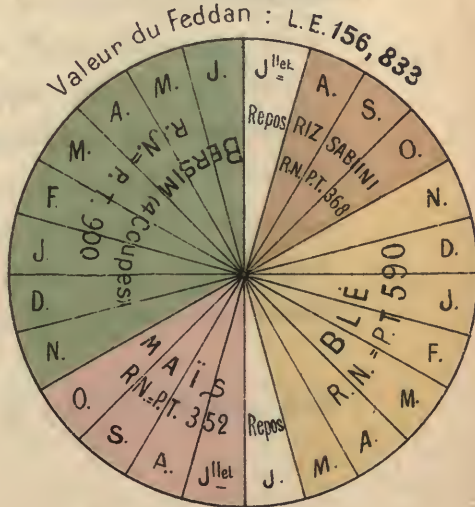 Valeur du Feddan : L.E. 156,833
Jllet
Repos
A.
S.
O.
RIZ SABIINI
R.N. P.T. 368
N.
D.
J.
F.
M.
A.
M.
BLÉ
R.N. = P.T 590
J.
Repos
Jllet
A.
S.
O.
MAÏS
R.N.=P.T. 352
N.
D.
J.
F.
M.
A.
M.
J.
BERSIM (4 Coupes)
R.N.= P.T. 900